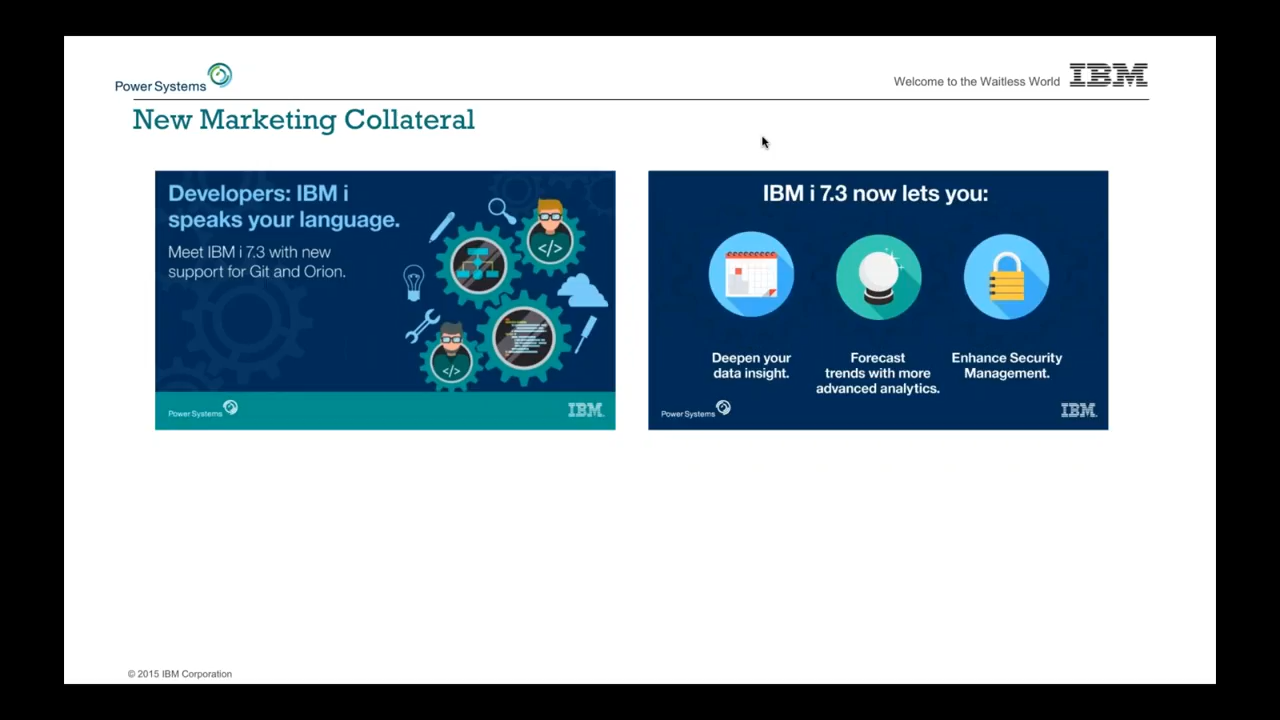 Power Systems
Welcome to the Waitless World
IBM
New Marketing Collateral
Developers: IBM i
speaks your language.
Meet IBM i 7.3 with new
support for Git and Orion.
</>
</>
Power Systems
IBM
IBM i 7.3 now lets you:
Deepen your
data insight.
Forecast
trends with more
advanced analytics.
Enhance Security
Management.
Power Systems
IBM
© 2015 IBM Corporation